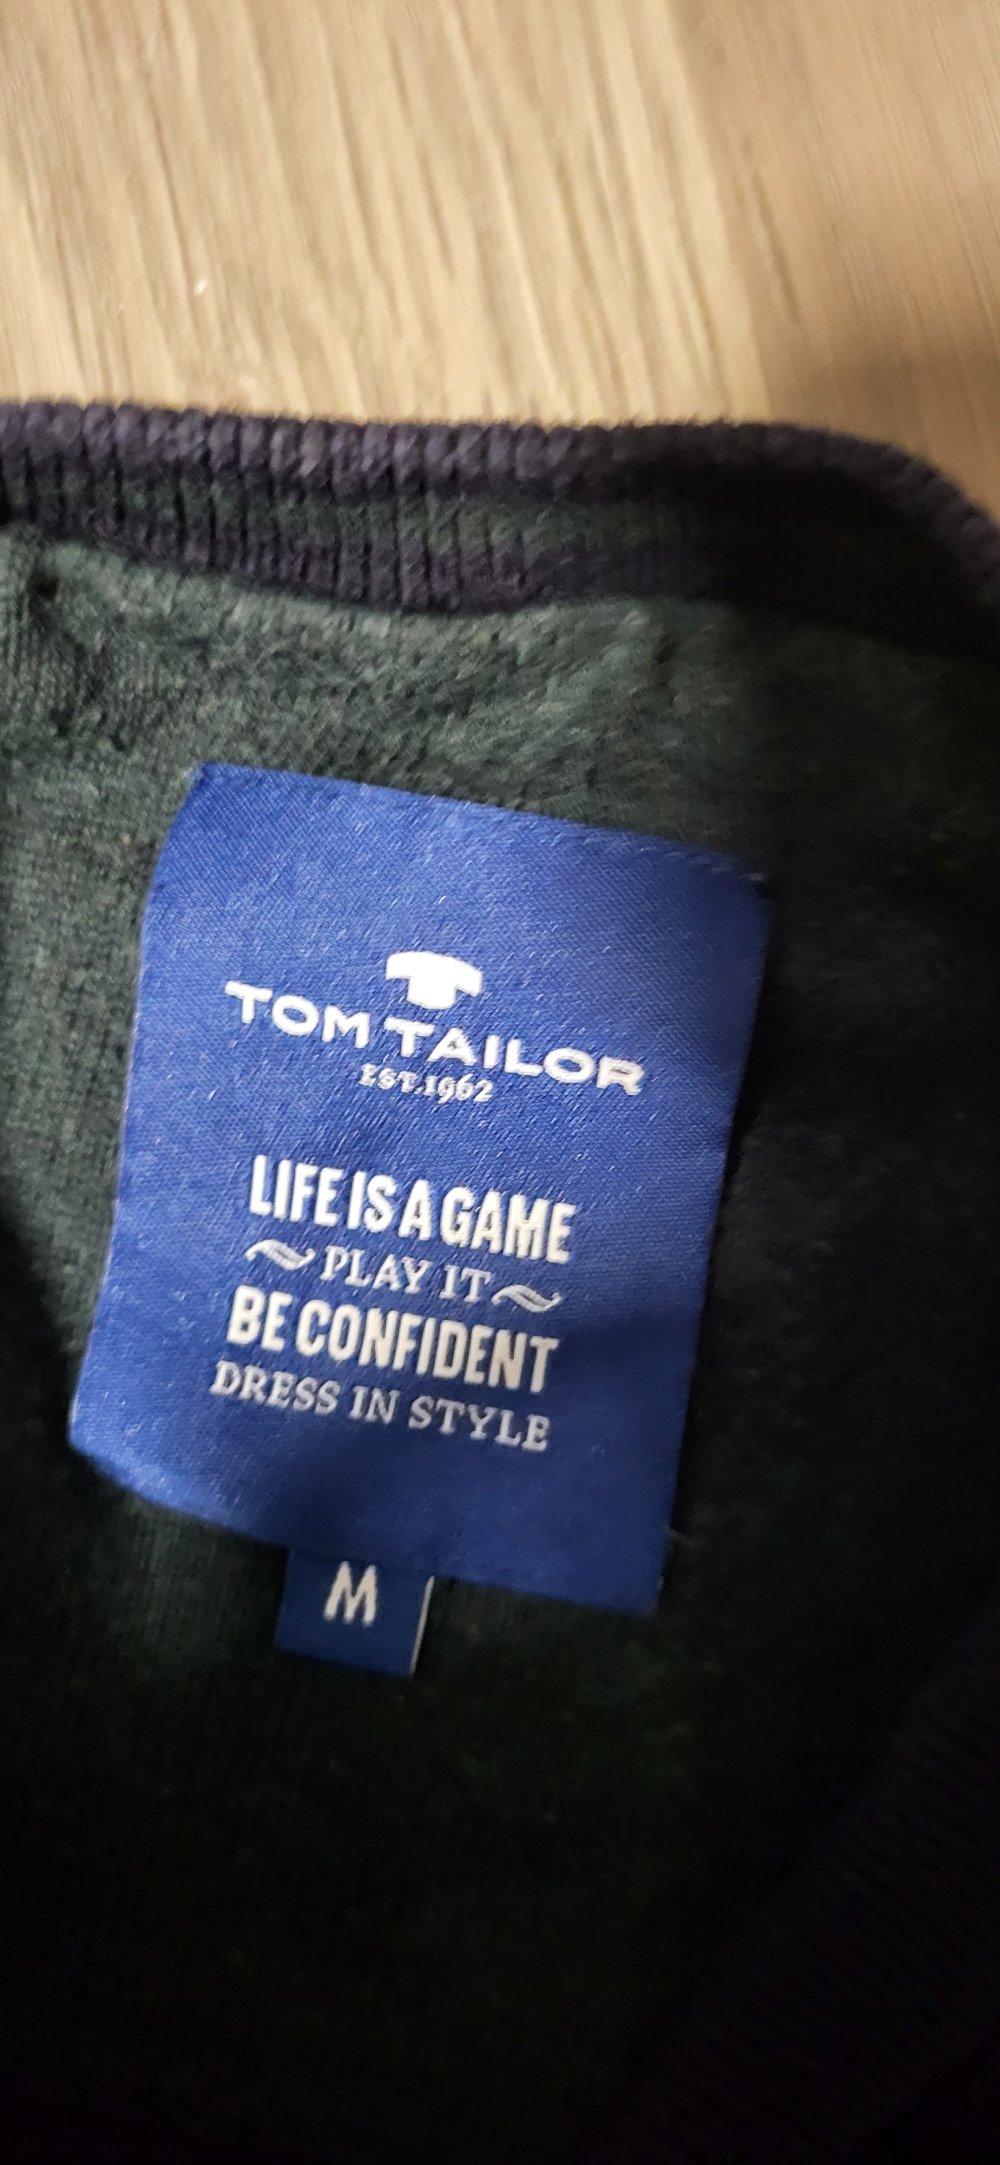 TOM TAILOR
EST.1962
LIFE IS A GAME
PLAY IT
BE CONFIDENT
DRESS IN STYLE
M